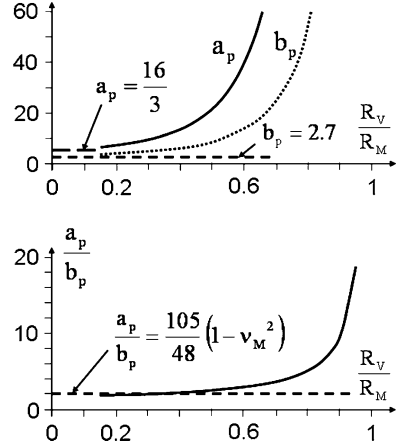 60
40
20
0
a_p
b_p
a_p = 16/3
b_p = 2.7
R_V/R_M
0 0.2 0.6 1
a_p/b_p
20
10
0
a_p/b_p = 105/48 (1 − ν_M²)
R_V/R_M
0 0.2 0.6 1